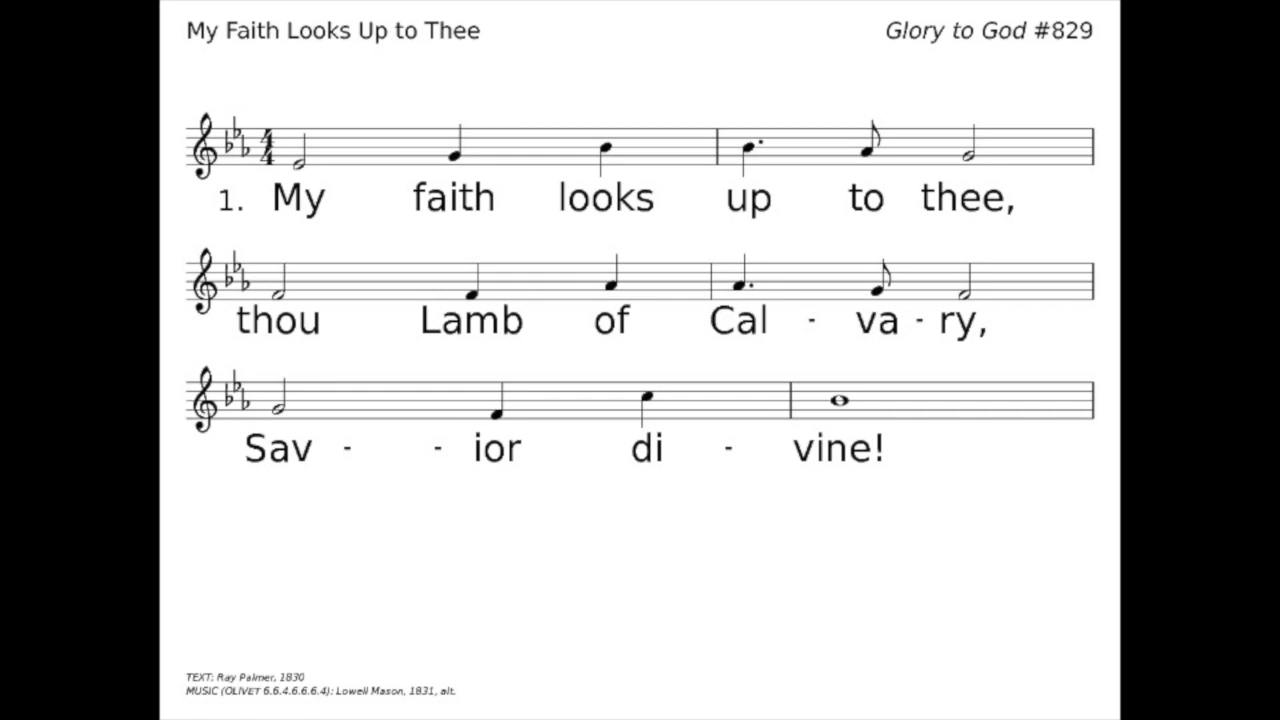 My Faith Looks Up to Thee Glory to God #829
1. My faith looks up to thee,
thou Lamb of Cal - va - ry,
Sav - - ior di - vine!
TEXT: Ray Palmer, 1830
MUSIC (OLIVET 6.6.4.6.6.6.4): Lowell Mason, 1831, alt.